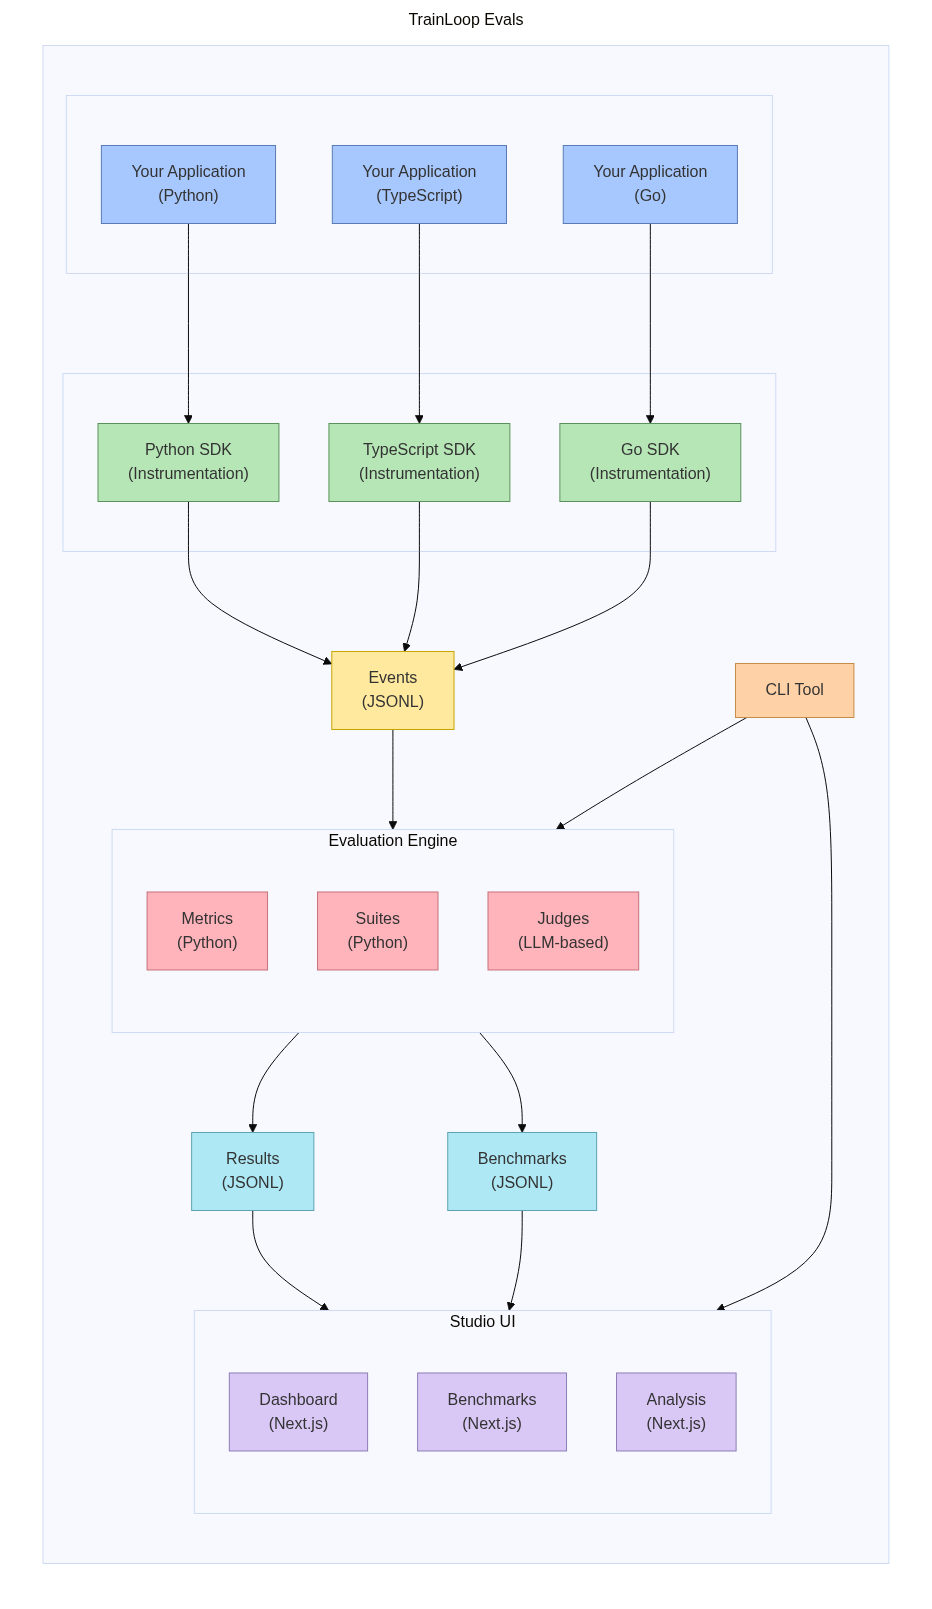 TrainLoop Evals
Your Application
(Python)
Your Application
(TypeScript)
Your Application
(Go)
Python SDK
(Instrumentation)
TypeScript SDK
(Instrumentation)
Go SDK
(Instrumentation)
Events
(JSONL)
CLI Tool
Evaluation Engine
Metrics
(Python)
Suites
(Python)
Judges
(LLM-based)
Results
(JSONL)
Benchmarks
(JSONL)
Studio UI
Dashboard
(Next.js)
Benchmarks
(Next.js)
Analysis
(Next.js)